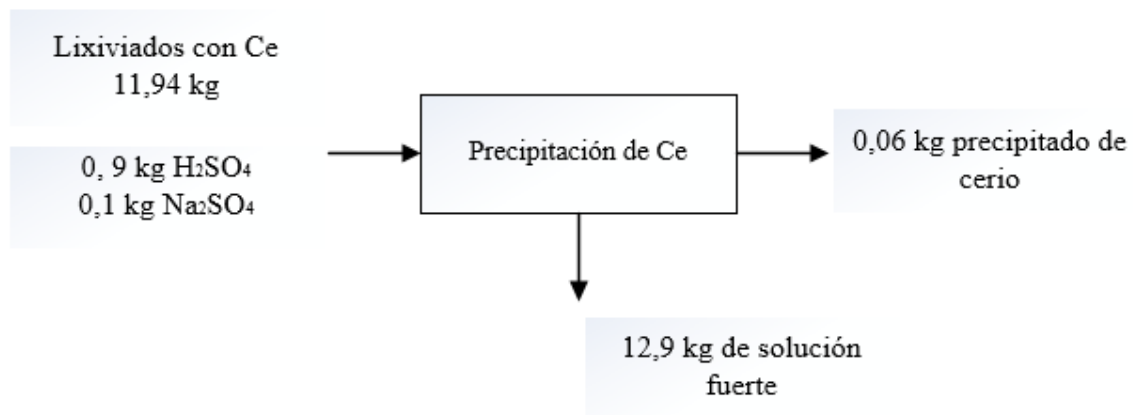 Lixiviados con Ce
11,94 kg
0, 9 kg H₂SO₄
0,1 kg Na₂SO₄
Precipitación de Ce
0,06 kg precipitado de
cerio
12,9 kg de solución
fuerte